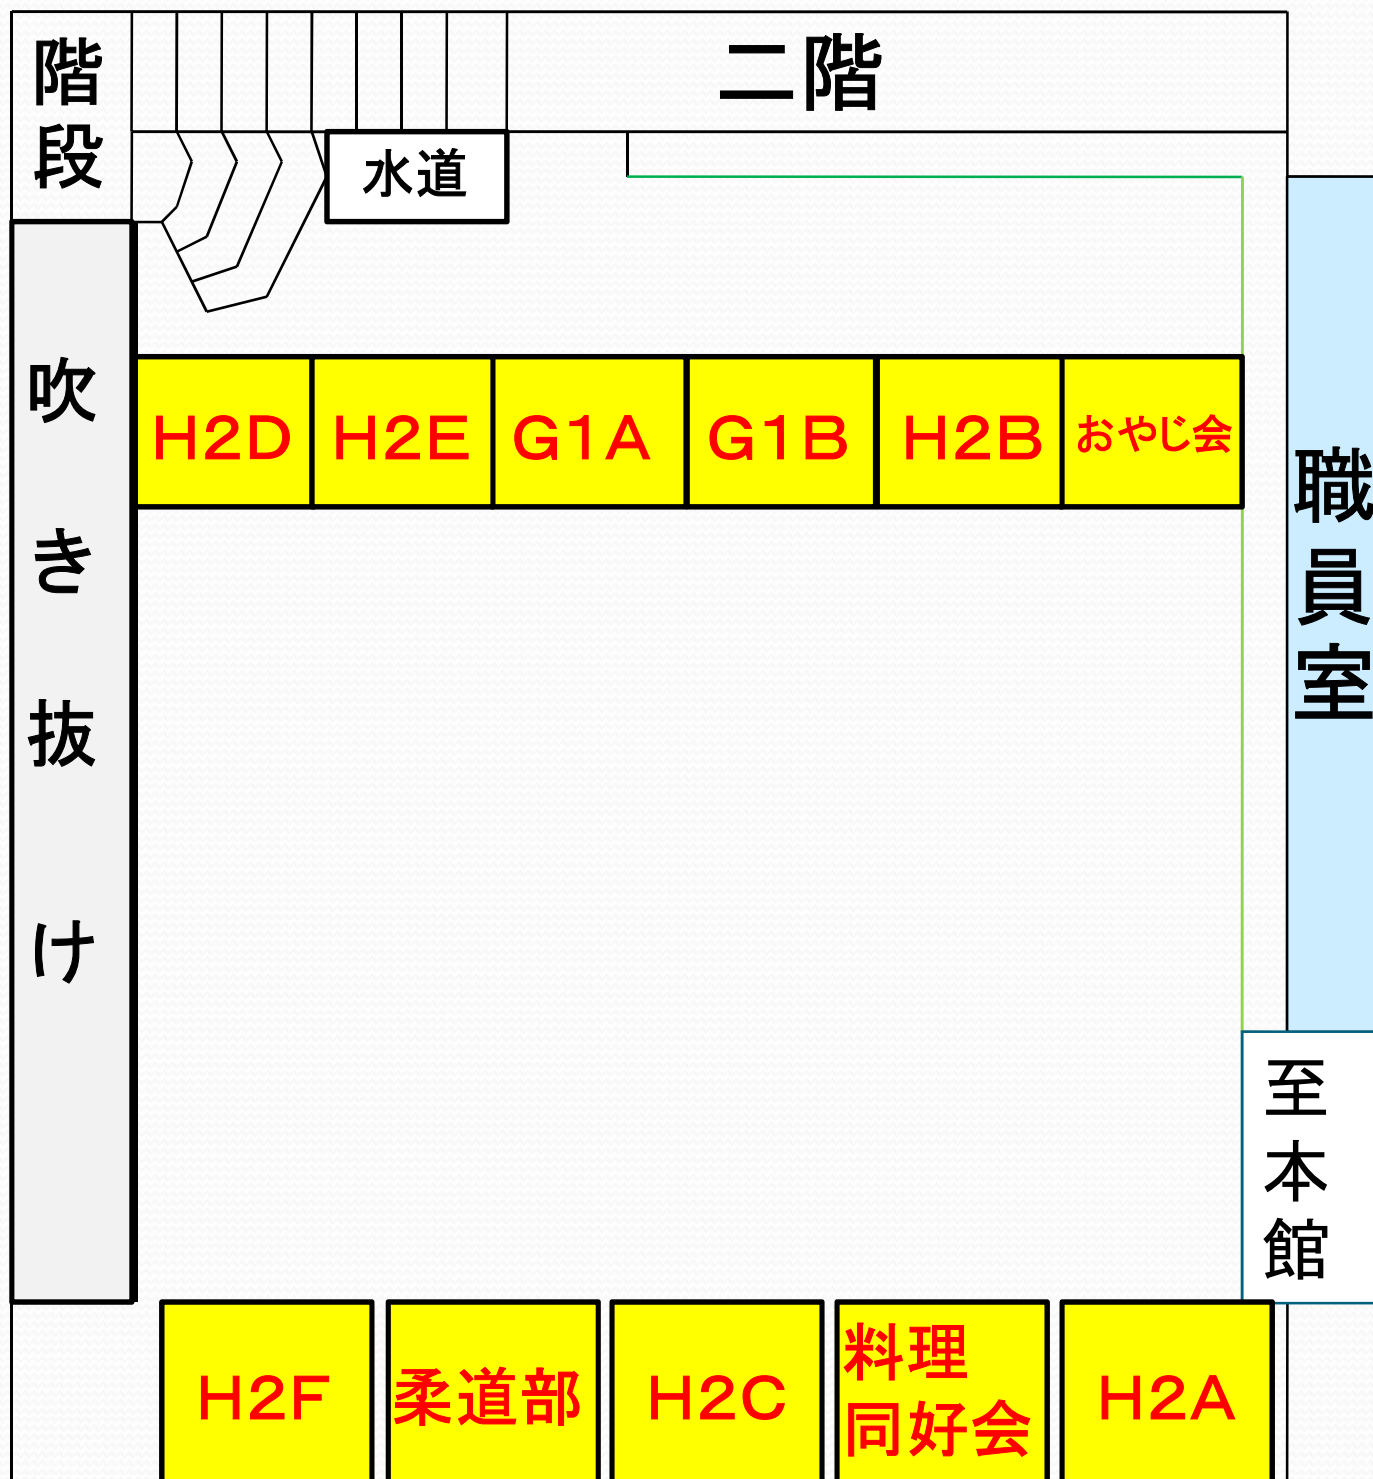 階段
二階
水道
吹き抜け
H2D
H2E
G1A
G1B
H2B
おやじ会
職員室
至本館
H2F
柔道部
H2C
料理
同好会
H2A